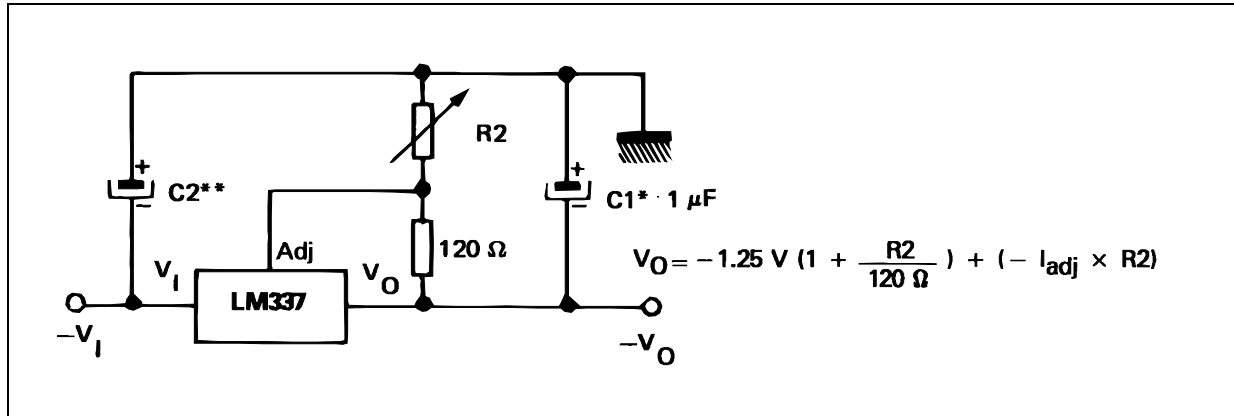 R2
+
C2**
−
+
C1* · 1 μF
−
120 Ω
Adj
V_I
V_O
LM337
−V_I
−V_O
V_O = −1.25 V (1 + R2 / 120 Ω ) + (− I_adj × R2)